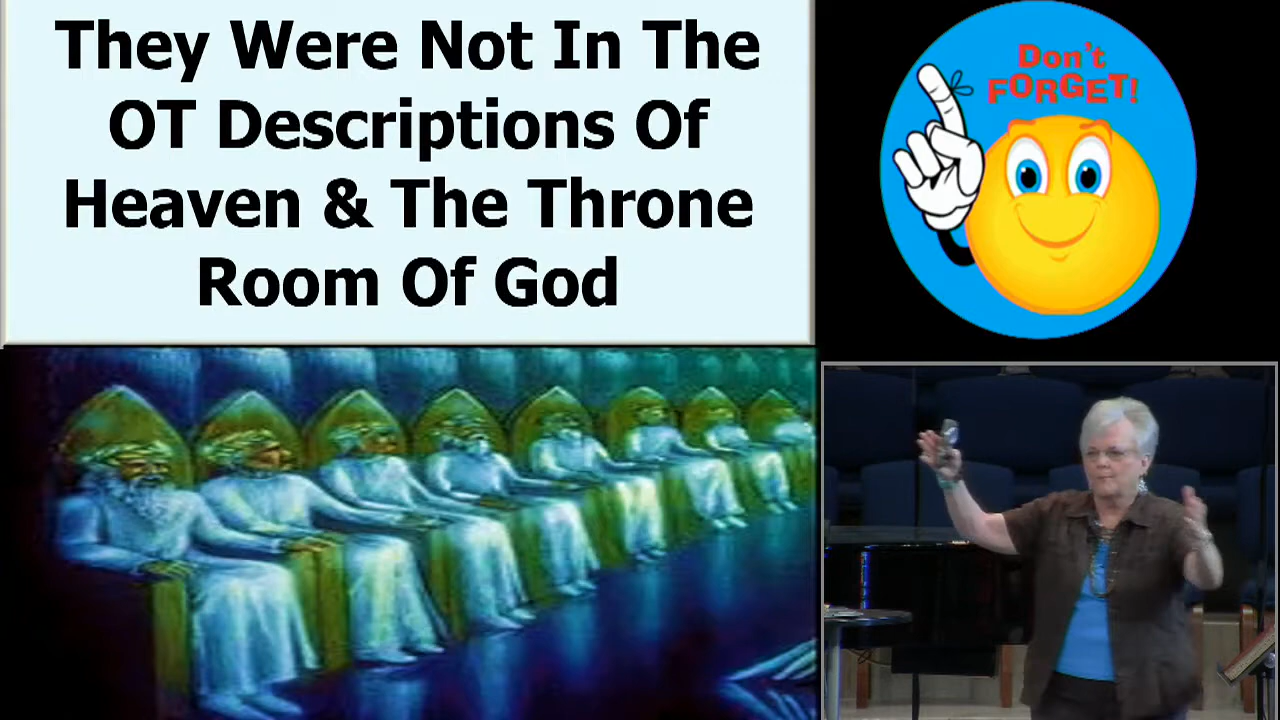 They Were Not In The
OT Descriptions Of
Heaven & The Throne
Room Of God
Don't
FORGET!